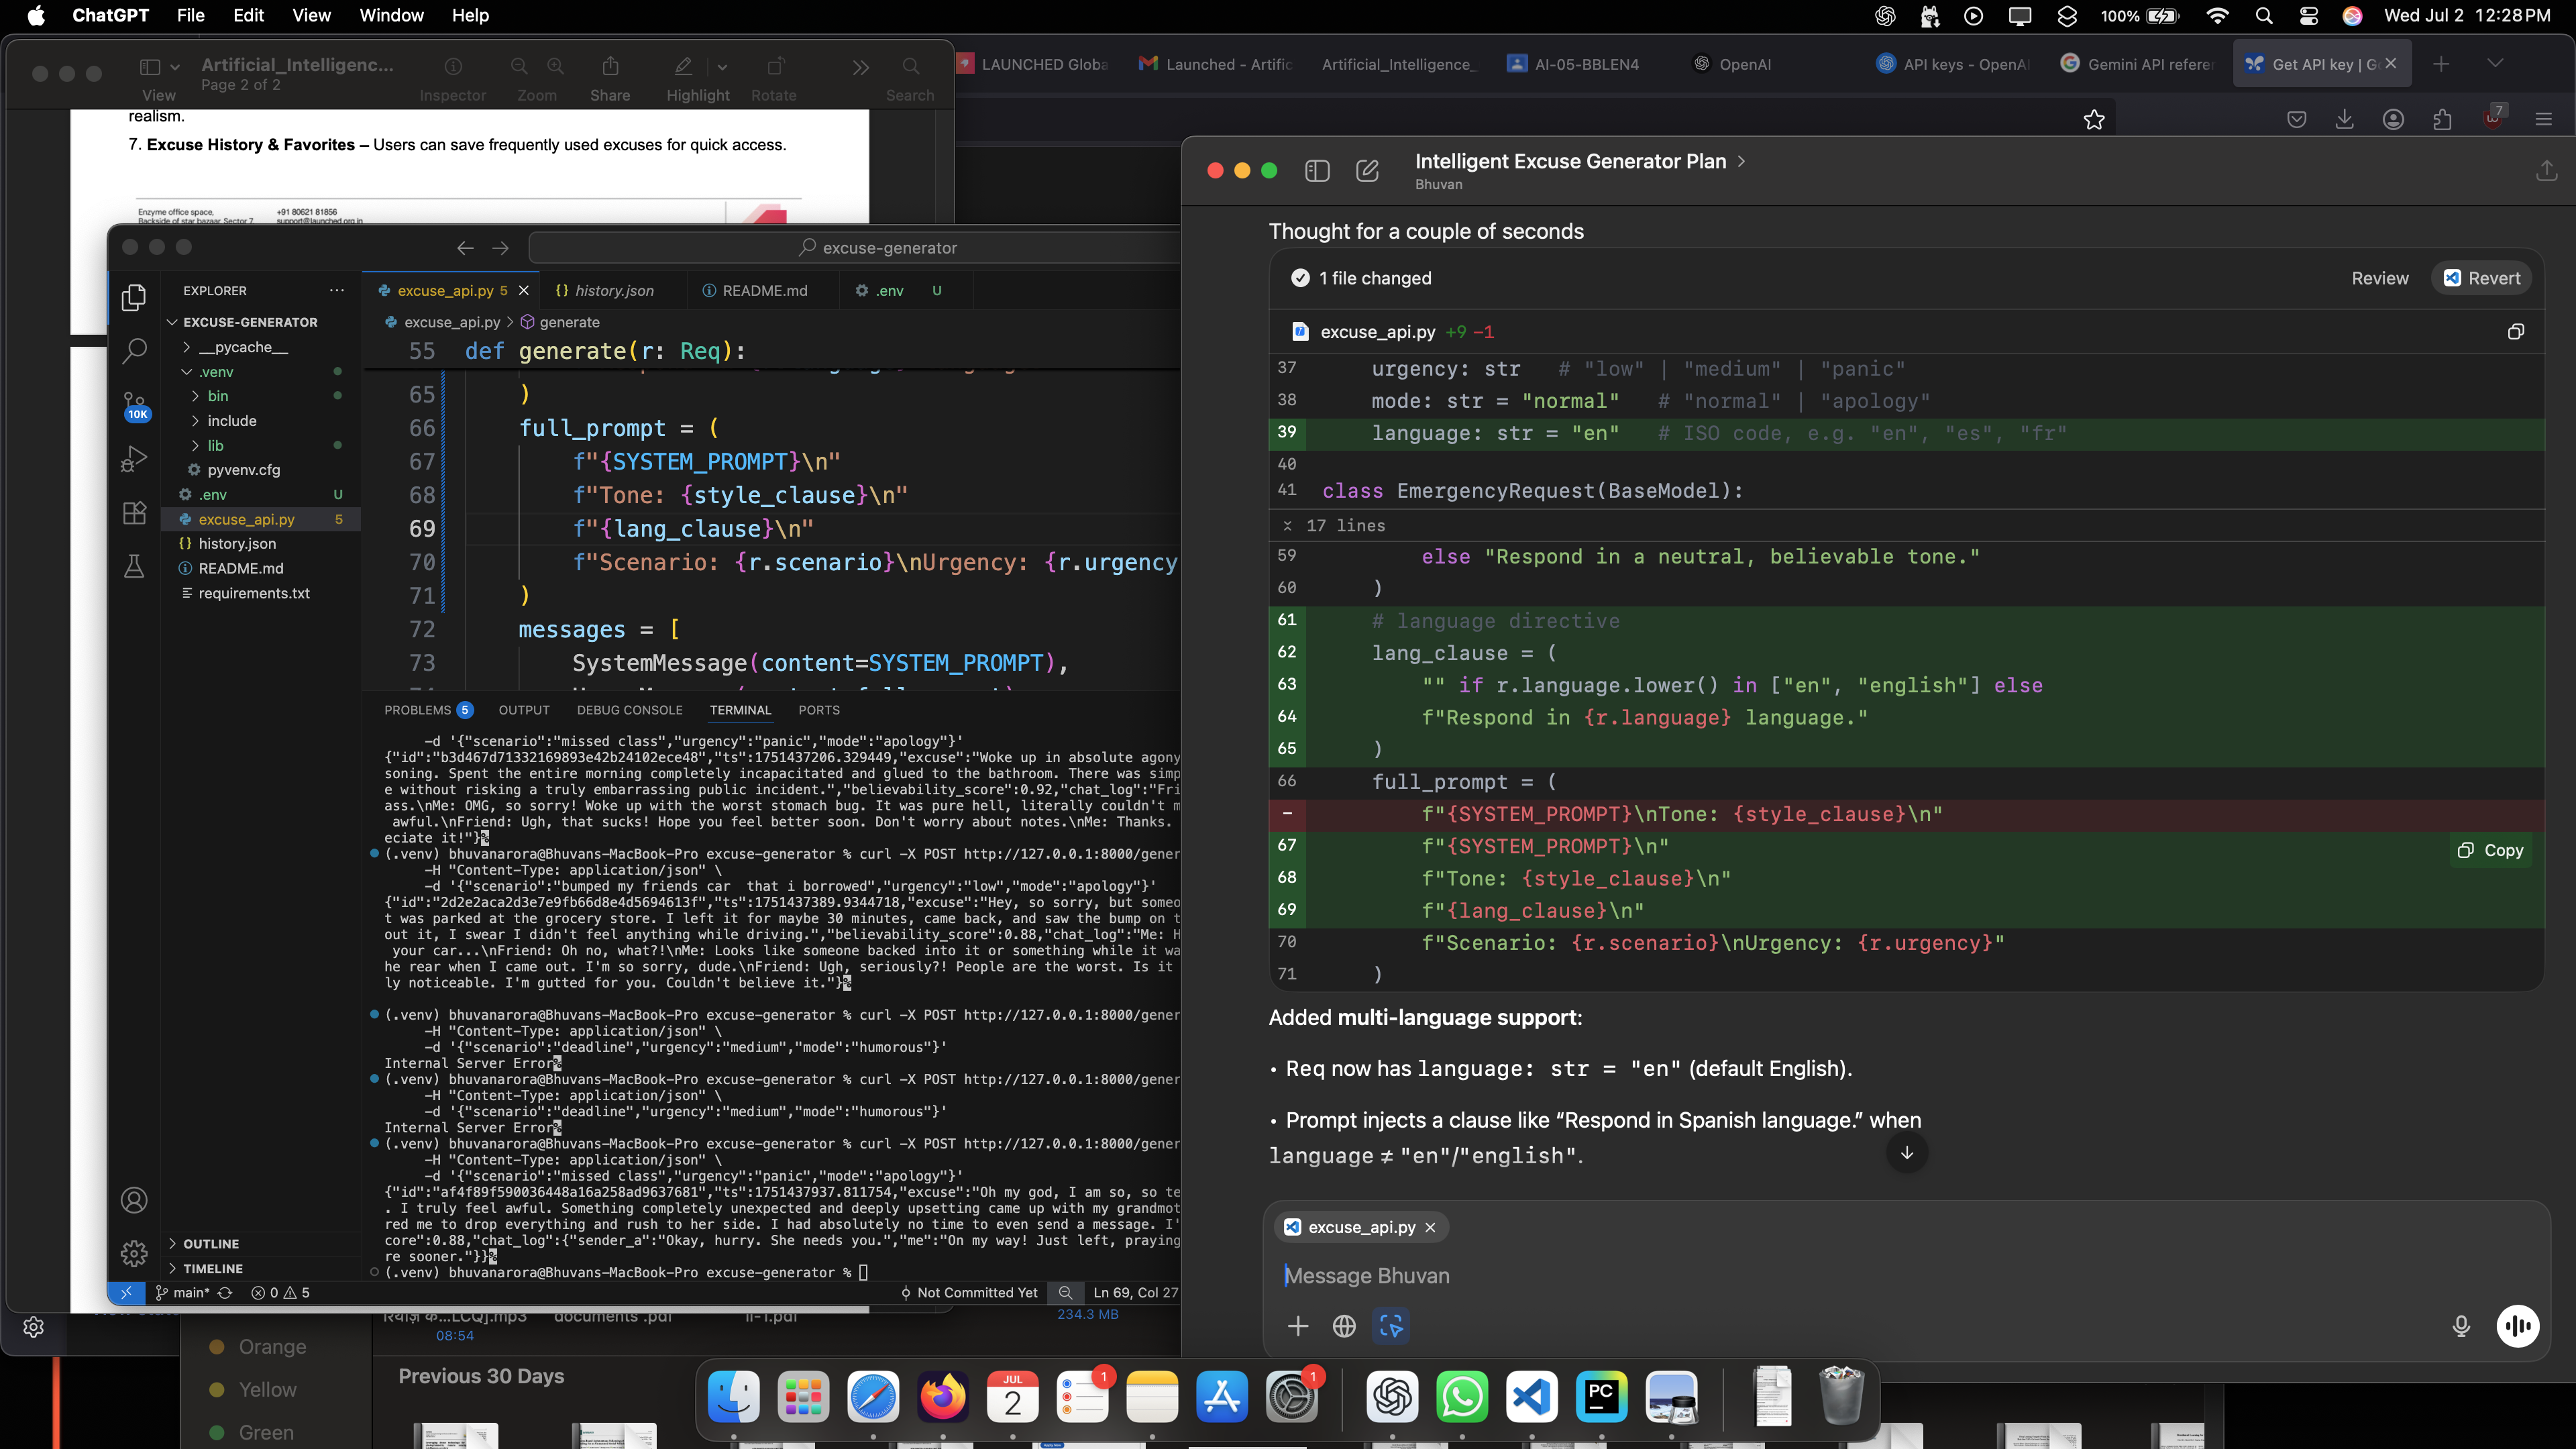 ChatGPT File Edit View Window Help
100% Wed Jul 2 12:28 PM
Artificial_Intelligenc...
Page 2 of 2
View Inspector Zoom Share Highlight Rotate Search
LAUNCHED Globa Launched - Artific Artificial_Intelligence_ AI-05-BBLEN4 OpenAI API keys - OpenAI Gemini API referer Get API key | G
7
realism.
7. Excuse History & Favorites – Users can save frequently used excuses for quick access.
Enzyme office space, +91 80621 81856
Backside of star bazaar, Sector 7 support@launched.org.in
excuse-generator
EXPLORER
EXCUSE-GENERATOR
__pycache__
.venv
bin
include
lib
pyvenv.cfg
.env U
excuse_api.py 5
history.json
README.md
requirements.txt
OUTLINE
TIMELINE
10K
excuse_api.py 5 history.json README.md .env U
excuse_api.py > generate
55 def generate(r: Req):
65 )
66 full_prompt = (
67 f"{SYSTEM_PROMPT}\n"
68 f"Tone: {style_clause}\n"
69 f"{lang_clause}\n"
70 f"Scenario: {r.scenario}\nUrgency: {r.urgency
71 )
72 messages = [
73 SystemMessage(content=SYSTEM_PROMPT),
PROBLEMS 5 OUTPUT DEBUG CONSOLE TERMINAL PORTS
-d '{"scenario":"missed class","urgency":"panic","mode":"apology"}'
{"id":"b3d467d71332169893e42b24102ece48","ts":1751437206.329449,"excuse":"Woke up in absolute agony
soning. Spent the entire morning completely incapacitated and glued to the bathroom. There was simp
e without risking a truly embarrassing public incident.","believability_score":0.92,"chat_log":"Fri
ass.\nMe: OMG, so sorry! Woke up with the worst stomach bug. It was pure hell, literally couldn't m
awful.\nFriend: Ugh, that sucks! Hope you feel better soon. Don't worry about notes.\nMe: Thanks.
eciate it!"}%
(.venv) bhuvanarora@Bhuvans-MacBook-Pro excuse-generator % curl -X POST http://127.0.0.1:8000/gener
-H "Content-Type: application/json" \
-d '{"scenario":"bumped my friends car  that i borrowed","urgency":"low","mode":"apology"}'
{"id":"2d2e2aca2d3e7e9fb66d8e4d5694613f","ts":1751437389.9344718,"excuse":"Hey, so sorry, but someo
t was parked at the grocery store. I left it for maybe 30 minutes, came back, and saw the bump on t
out it, I swear I didn't feel anything while driving.","believability_score":0.88,"chat_log":"Me: H
your car...\nFriend: Oh no, what?!\nMe: Looks like someone backed into it or something while it wa
he rear when I came out. I'm so sorry, dude.\nFriend: Ugh, seriously?! People are the worst. Is it
ly noticeable. I'm gutted for you. Couldn't believe it."}%
(.venv) bhuvanarora@Bhuvans-MacBook-Pro excuse-generator % curl -X POST http://127.0.0.1:8000/gener
-H "Content-Type: application/json" \
-d '{"scenario":"deadline","urgency":"medium","mode":"humorous"}'
Internal Server Error%
(.venv) bhuvanarora@Bhuvans-MacBook-Pro excuse-generator % curl -X POST http://127.0.0.1:8000/gener
-H "Content-Type: application/json" \
-d '{"scenario":"deadline","urgency":"medium","mode":"humorous"}'
Internal Server Error%
(.venv) bhuvanarora@Bhuvans-MacBook-Pro excuse-generator % curl -X POST http://127.0.0.1:8000/gener
-H "Content-Type: application/json" \
-d '{"scenario":"missed class","urgency":"panic","mode":"apology"}'
{"id":"af4f89f590036448a16a258ad9637681","ts":1751437937.811754,"excuse":"Oh my god, I am so, so te
. I truly feel awful. Something completely unexpected and deeply upsetting came up with my grandmot
red me to drop everything and rush to her side. I had absolutely no time to even send a message. I'
core":0.88,"chat_log":{"sender_a":"Okay, hurry. She needs you.","me":"On my way! Just left, praying
re sooner."}}%
(.venv) bhuvanarora@Bhuvans-MacBook-Pro excuse-generator %
main* 0 5 Not Committed Yet Ln 69, Col 27
Intelligent Excuse Generator Plan
Bhuvan
Thought for a couple of seconds
1 file changed Review Revert
excuse_api.py +9 -1
37 urgency: str # "low" | "medium" | "panic"
38 mode: str = "normal" # "normal" | "apology"
39 language: str = "en" # ISO code, e.g. "en", "es", "fr"
40
41 class EmergencyRequest(BaseModel):
17 lines
59 else "Respond in a neutral, believable tone."
60 )
61 # language directive
62 lang_clause = (
63 "" if r.language.lower() in ["en", "english"] else
64 f"Respond in {r.language} language."
65 )
66 full_prompt = (
- f"{SYSTEM_PROMPT}\nTone: {style_clause}\n"
67 f"{SYSTEM_PROMPT}\n"
Copy
68 f"Tone: {style_clause}\n"
69 f"{lang_clause}\n"
70 f"Scenario: {r.scenario}\nUrgency: {r.urgency}"
71 )
Added multi-language support:
• Req now has language: str = "en" (default English).
• Prompt injects a clause like “Respond in Spanish language.” when
language ≠ "en"/"english".
excuse_api.py
Message Bhuvan
LCQ].mp3 documents .pdf ii-1.pdf
08:54 234.3 MB
Orange
Yellow
Green
Previous 30 Days
JUL
2
1
1
PC